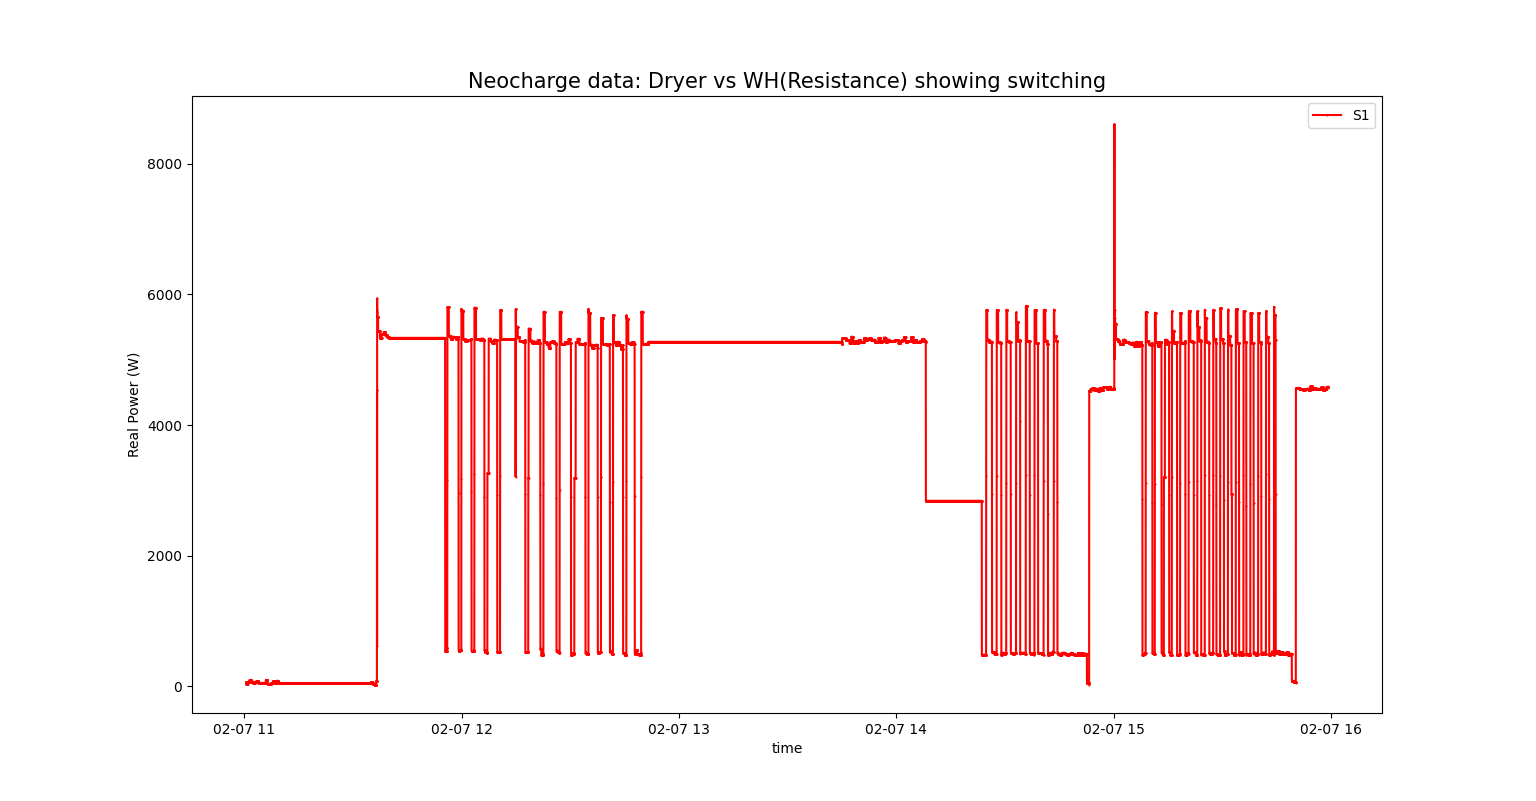 Neocharge data: Dryer vs WH(Resistance) showing switching
S1
8000
6000
4000
2000
0
Real Power (W)
02-07 11
02-07 12
02-07 13
02-07 14
02-07 15
02-07 16
time